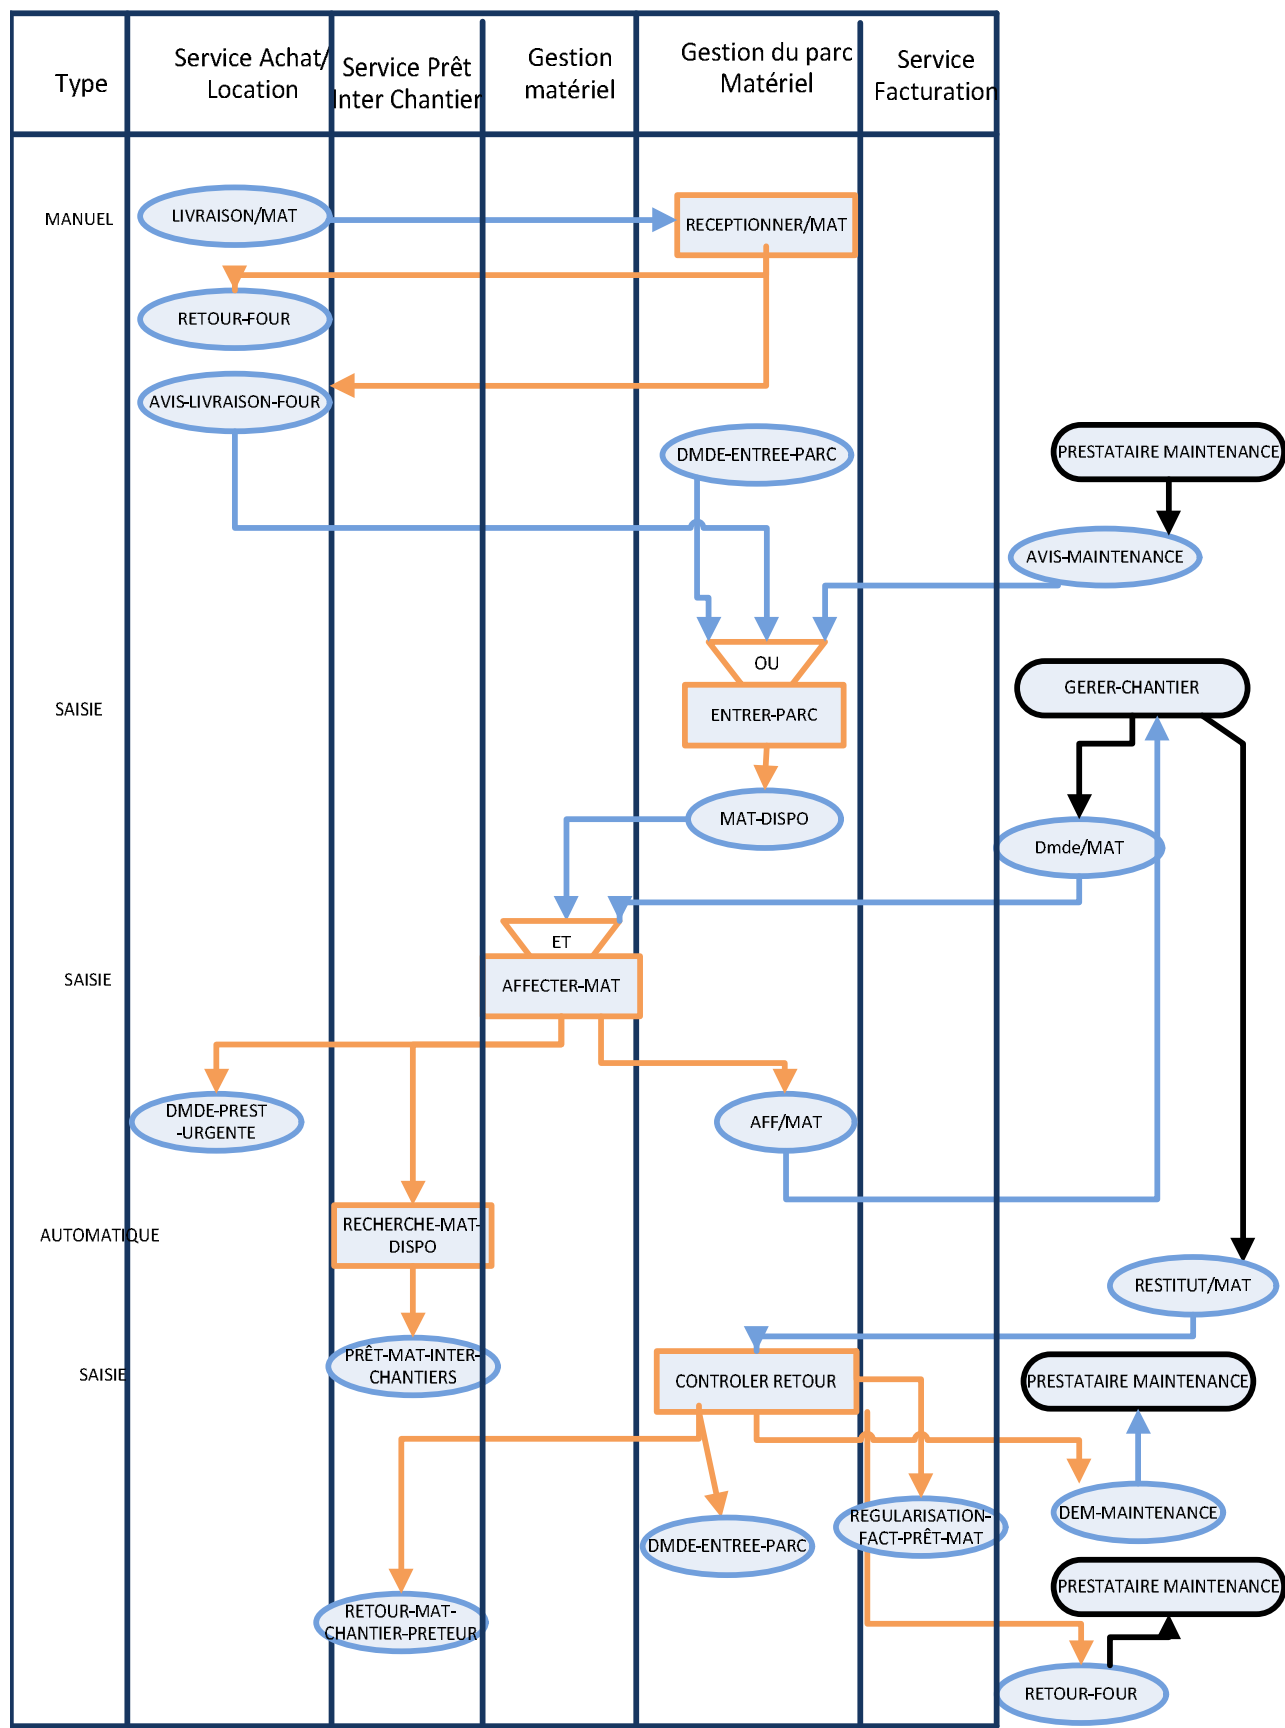 Type
Service Achat/
Location
Service Prêt
Inter Chantier
Gestion
matériel
Gestion du parc
Matériel
Service
Facturation
MANUEL
LIVRAISON/MAT
RECEPTIONNER/MAT
RETOUR-FOUR
AVIS-LIVRAISON-FOUR
DMDE-ENTREE-PARC
PRESTATAIRE MAINTENANCE
AVIS-MAINTENANCE
OU
GERER-CHANTIER
SAISIE
ENTRER-PARC
MAT-DISPO
Dmde/MAT
ET
SAISIE
AFFECTER-MAT
DMDE-PREST
-URGENTE
AFF/MAT
AUTOMATIQUE
RECHERCHE-MAT-
DISPO
RESTITUT/MAT
SAISIE
PRÊT-MAT-INTER-
CHANTIERS
CONTROLER RETOUR
PRESTATAIRE MAINTENANCE
DMDE-ENTREE-PARC
REGULARISATION-
FACT-PRÊT-MAT
DEM-MAINTENANCE
PRESTATAIRE MAINTENANCE
RETOUR-MAT-
CHANTIER-PRETEUR
RETOUR-FOUR